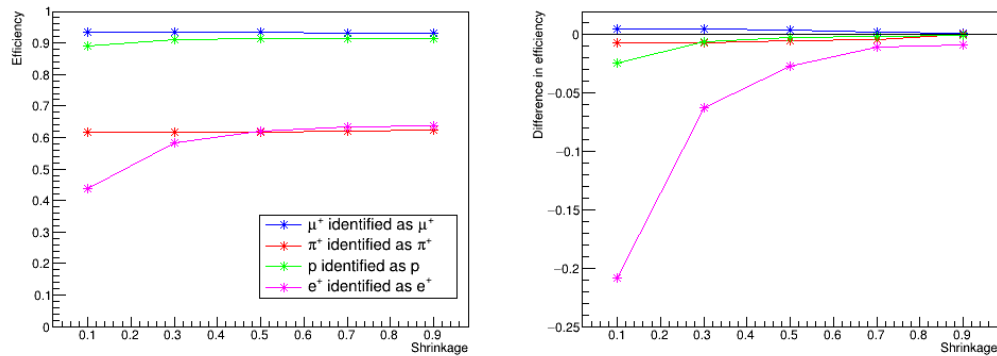 Efficiency
1
0.9
0.8
0.7
0.6
0.5
0.4
0.3
0.2
0.1
0
μ⁺ identified as μ⁺
π⁺ identified as π⁺
p identified as p
e⁺ identified as e⁺
0.1 0.2 0.3 0.4 0.5 0.6 0.7 0.8 0.9
Shrinkage
Difference in efficiency
0
−0.05
−0.1
−0.15
−0.2
−0.25
0.1 0.2 0.3 0.4 0.5 0.6 0.7 0.8 0.9
Shrinkage